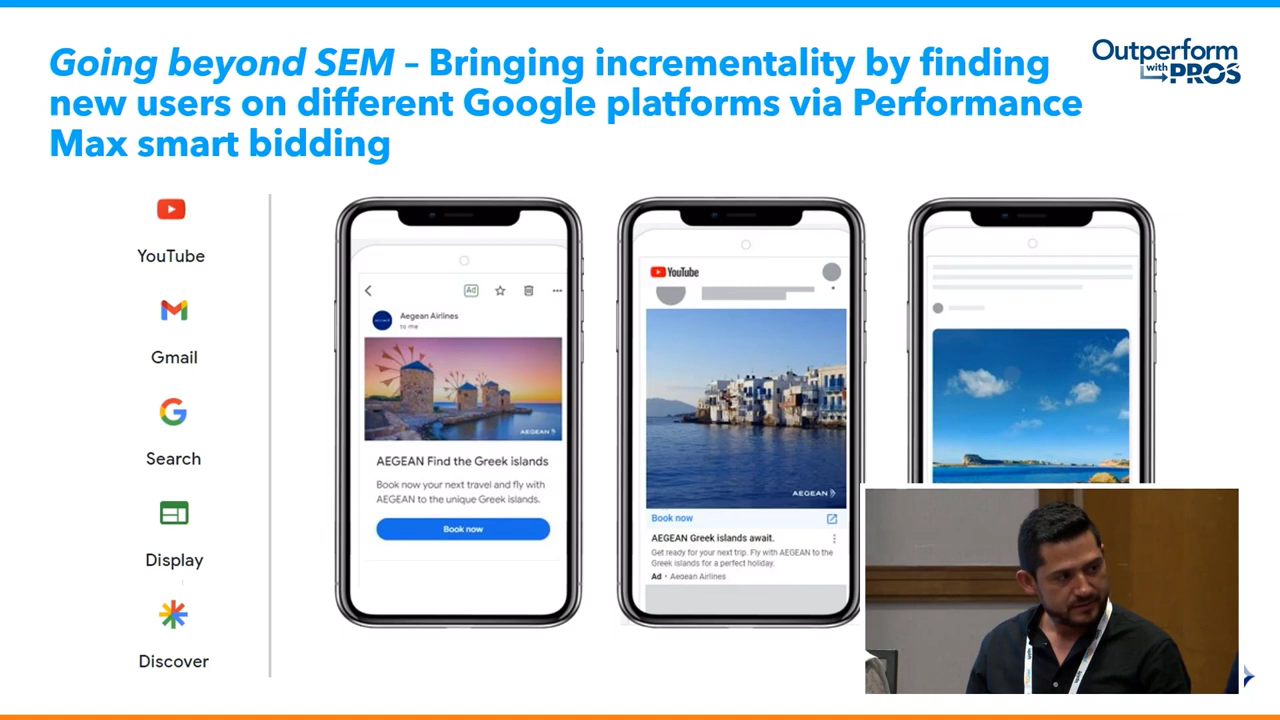 Going beyond SEM – Bringing incrementality by finding
new users on different Google platforms via Performance
Max smart bidding
Outperform
with
PROS
YouTube
Gmail
Search
Display
Discover
Ad
Aegean Airlines
to me
AEGEAN
AEGEAN Find the Greek islands
Book now your next travel and fly with
AEGEAN to the unique Greek islands.
Book now
YouTube
AEGEAN
Book now
AEGEAN Greek islands await.
Get ready for your next trip. Fly with AEGEAN to the
Greek islands for a perfect holiday.
Ad • Aegean Airlines